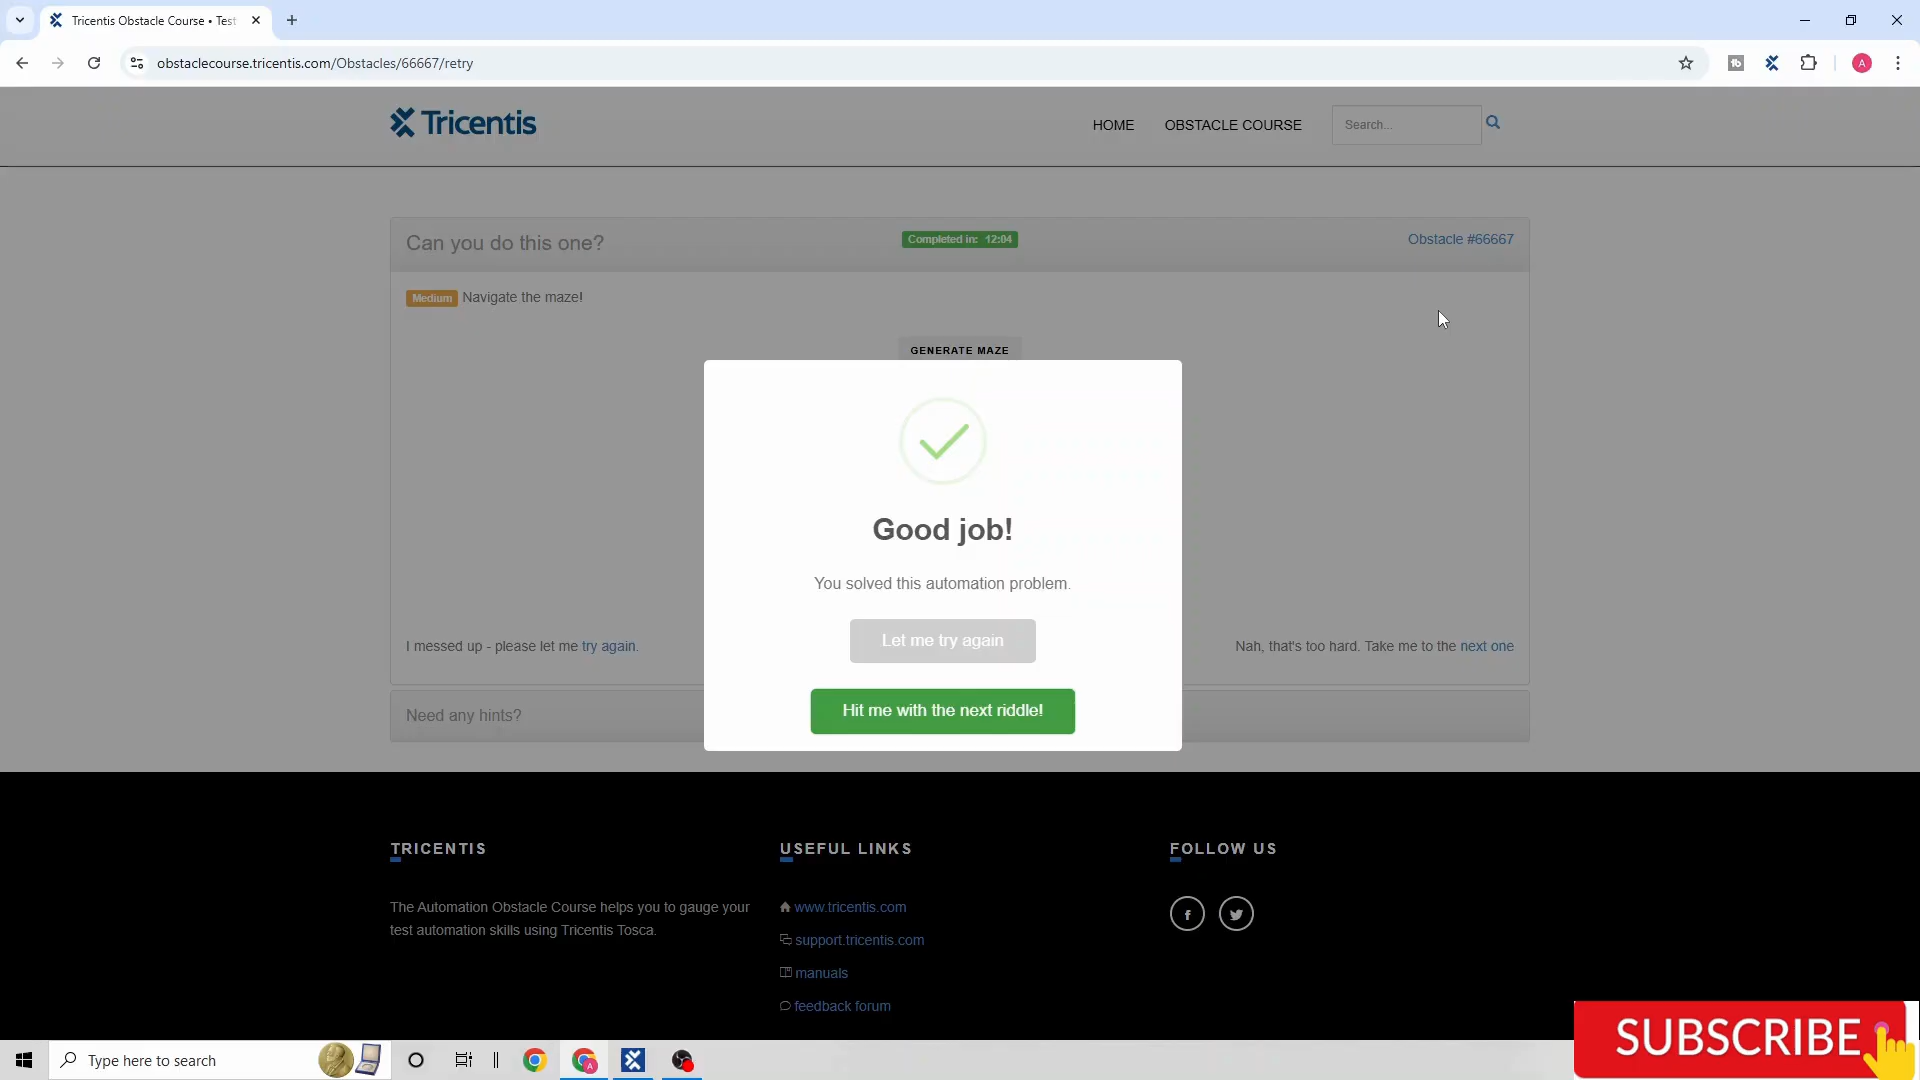 Tricentis Obstacle Course • Test
obstaclecourse.tricentis.com/Obstacles/66667/retry
A
Tricentis
HOME
OBSTACLE COURSE
Search...
Can you do this one?
Completed in: 12:04
Obstacle #66667
Medium Navigate the maze!
GENERATE MAZE
Good job!
You solved this automation problem.
Let me try again
I messed up - please let me try again.
Nah, that's too hard. Take me to the next one
Hit me with the next riddle!
Need any hints?
TRICENTIS
USEFUL LINKS
FOLLOW US
The Automation Obstacle Course helps you to gauge your
test automation skills using Tricentis Tosca.
www.tricentis.com
support.tricentis.com
manuals
feedback forum
SUBSCRIBE
Type here to search